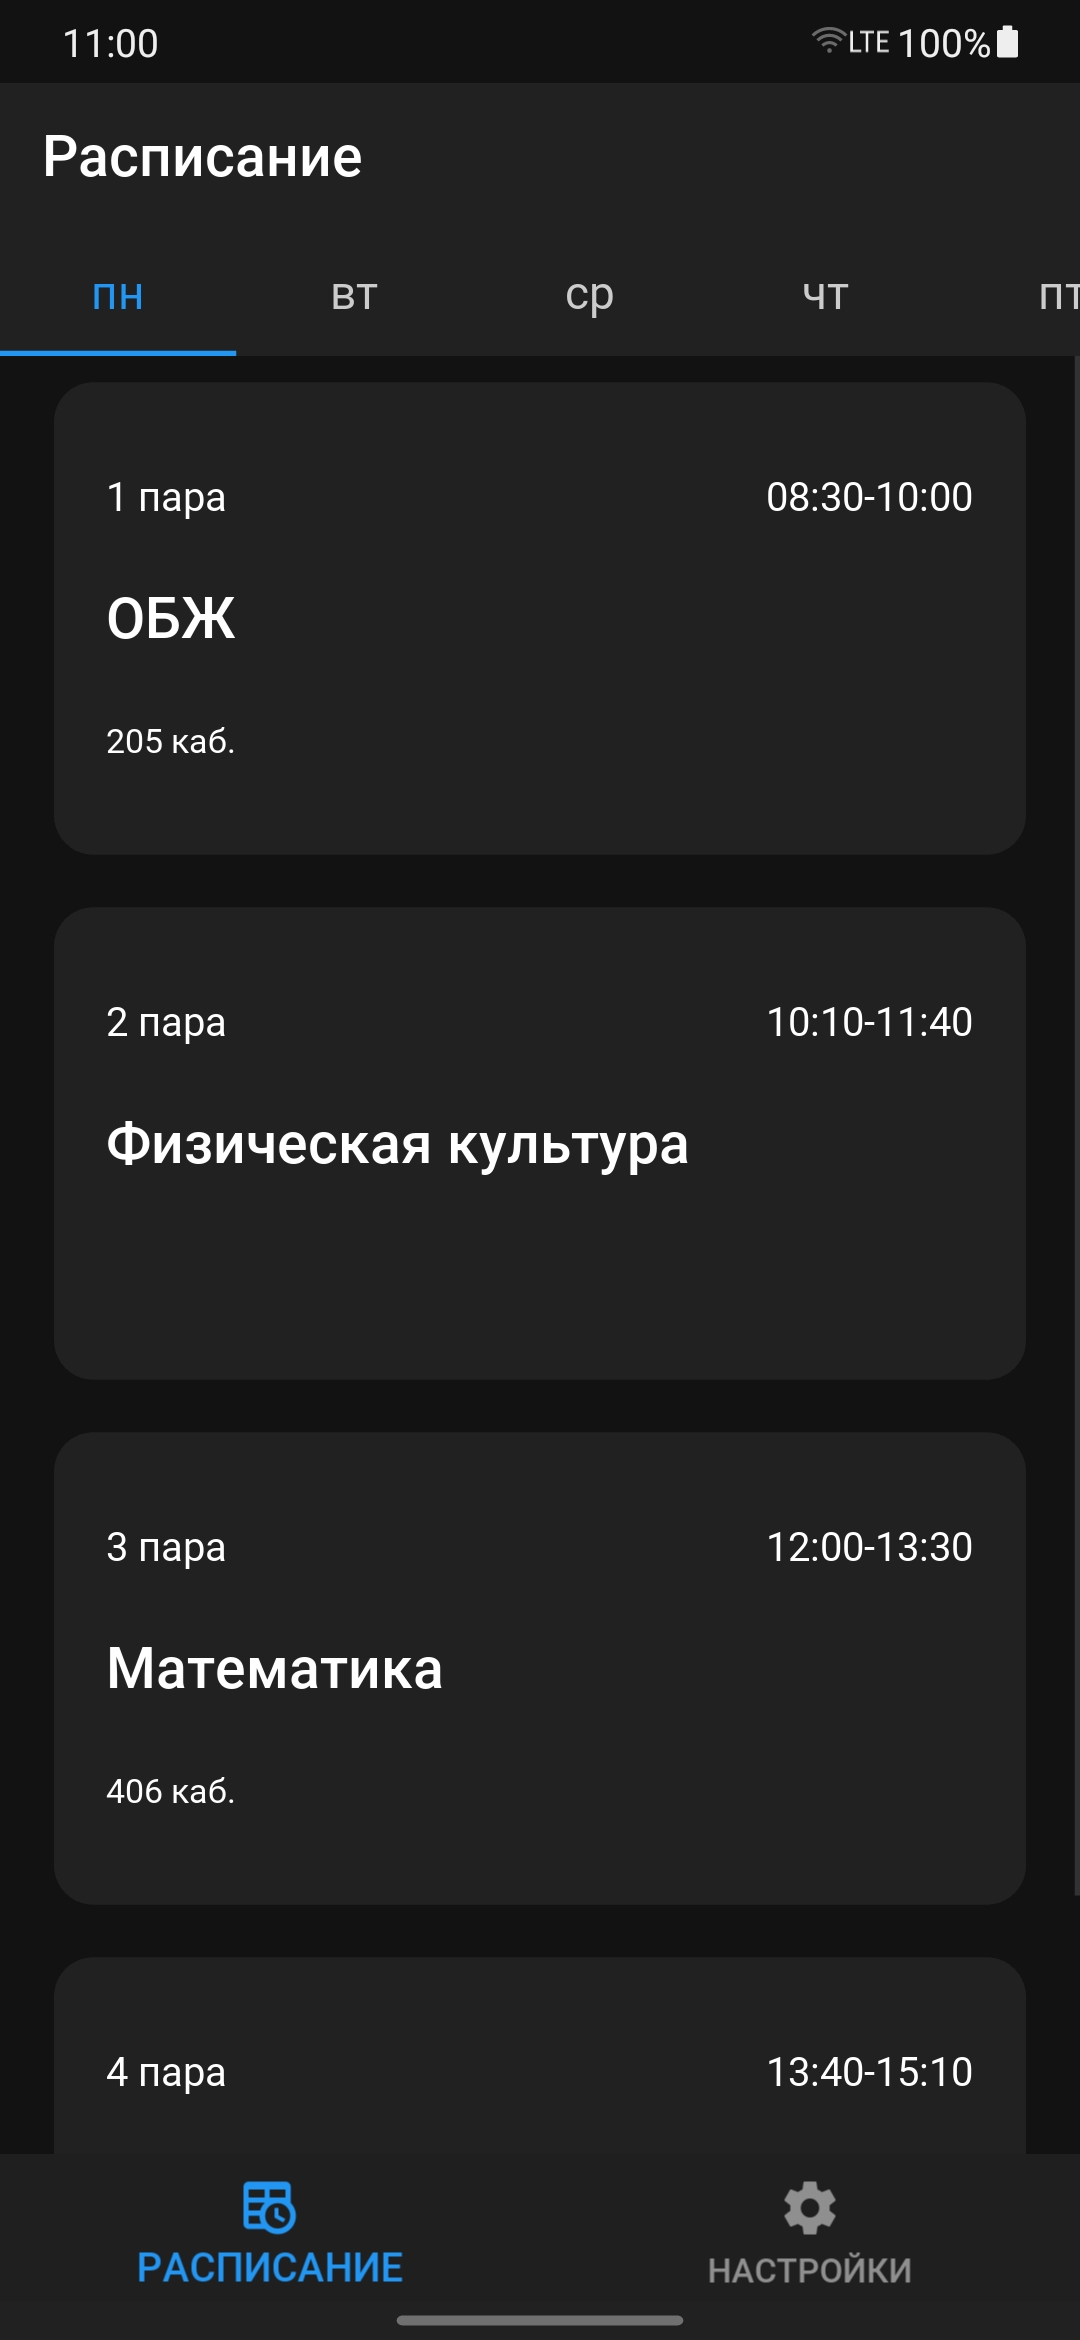 11:00 LTE 100%
Расписание
пн вт ср чт пт
1 пара 08:30-10:00
ОБЖ
205 каб.
2 пара 10:10-11:40
Физическая культура
3 пара 12:00-13:30
Математика
406 каб.
4 пара 13:40-15:10
РАСПИСАНИЕ НАСТРОЙКИ